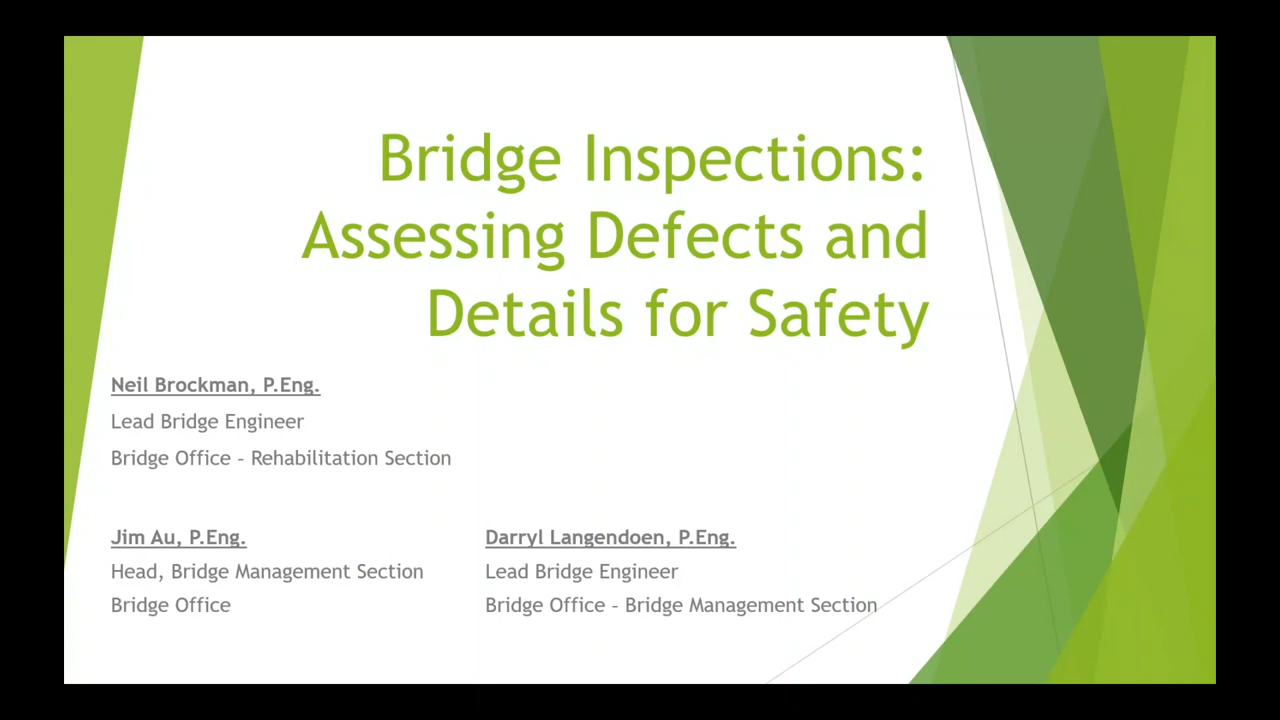 Bridge Inspections:
Assessing Defects and
Details for Safety
Neil Brockman, P.Eng.
Lead Bridge Engineer
Bridge Office – Rehabilitation Section
Jim Au, P.Eng.
Head, Bridge Management Section
Bridge Office
Darryl Langendoen, P.Eng.
Lead Bridge Engineer
Bridge Office – Bridge Management Section